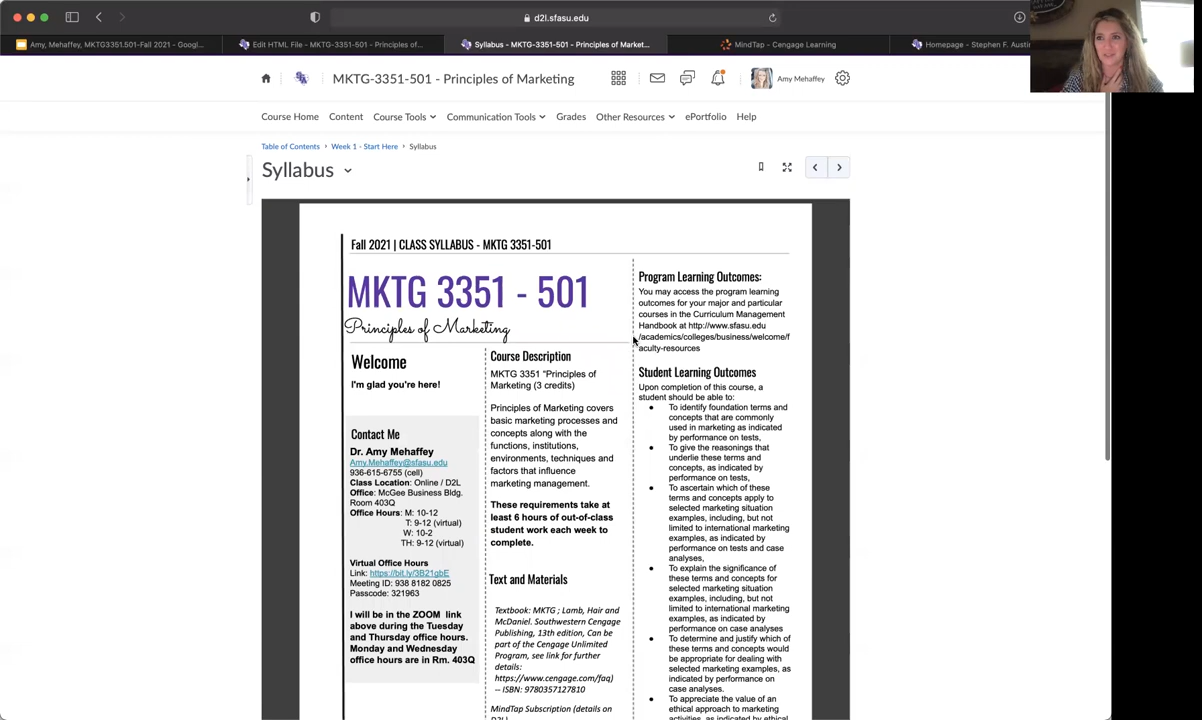 d2l.sfasu.edu
Amy, Mehaffey, MKTG3351.501-Fall 2021 - Googl...
Edit HTML File - MKTG-3351-501 - Principles of...
Syllabus - MKTG-3351-501 - Principles of Market...
MindTap - Cengage Learning
Homepage - Stephen F. Austin
MKTG-3351-501 - Principles of Marketing
Amy Mehaffey
Course Home
Content
Course Tools
Communication Tools
Grades
Other Resources
ePortfolio
Help
Table of Contents
Week 1 - Start Here
Syllabus
Syllabus
Fall 2021 | CLASS SYLLABUS - MKTG 3351-501
MKTG 3351 - 501
Principles of Marketing
Welcome
I'm glad you're here!
Contact Me
Dr. Amy Mehaffey
Amy.Mehaffey@sfasu.edu
936-615-6755 (cell)
Class Location: Online / D2L
Office: McGee Business Bldg.
Room 403Q
Office Hours: M: 10-12
T: 9-12 (virtual)
W: 10-2
TH: 9-12 (virtual)
Virtual Office Hours
Link: https://bit.ly/3B21gbE
Meeting ID: 938 8182 0825
Passcode: 321963
I will be in the ZOOM link
above during the Tuesday
and Thursday office hours.
Monday and Wednesday
office hours are in Rm. 403Q
Course Description
MKTG 3351 "Principles of
Marketing (3 credits)
Principles of Marketing covers
basic marketing processes and
concepts along with the
functions, institutions,
environments, techniques and
factors that influence
marketing management.
These requirements take at
least 6 hours of out-of-class
student work each week to
complete.
Text and Materials
Textbook: MKTG ; Lamb, Hair and
McDaniel. Southwestern Cengage
Publishing, 13th edition, Can be
part of the Cengage Unlimited
Program, see link for further
details:
https://www.cengage.com/faq)
– ISBN: 9780357127810
MindTap Subscription (details on
D2L)
Program Learning Outcomes:
You may access the program learning
outcomes for your major and particular
courses in the Curriculum Management
Handbook at http://www.sfasu.edu
/academics/colleges/business/welcome/f
aculty-resources
Student Learning Outcomes
Upon completion of this course, a
student should be able to:
● To identify foundation terms and
concepts that are commonly
used in marketing as indicated
by performance on tests,
● To give the reasonings that
underlie these terms and
concepts, as indicated by
performance on tests,
● To ascertain which of these
terms and concepts apply to
selected marketing situation
examples, including, but not
limited to international marketing
examples, as indicated by
performance on tests and case
analyses,
● To explain the significance of
these terms and concepts for
selected marketing situation
examples, including, but not
limited to international marketing
examples, as indicated by
performance on case analyses
● To determine and justify which of
these terms and concepts would
be appropriate for dealing with
selected marketing examples, as
indicated by performance on
case analyses.
● To appreciate the value of an
ethical approach to marketing
activities, as indicated by ethical